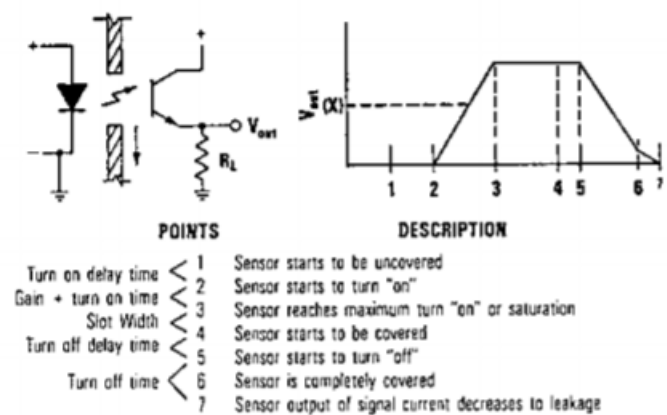 +
+
V_out
R_L
V_out (X)
1 2 3 4 5 6 7
POINTS DESCRIPTION
Turn on delay time < 1 Sensor starts to be uncovered
2 Sensor starts to turn "on"
Gain + turn on time < 3 Sensor reaches maximum turn "on" or saturation
Slot Width < 4 Sensor starts to be covered
Turn off delay time < 5 Sensor starts to turn "off"
Turn off time < 6 Sensor is completely covered
7 Sensor output of signal current decreases to leakage